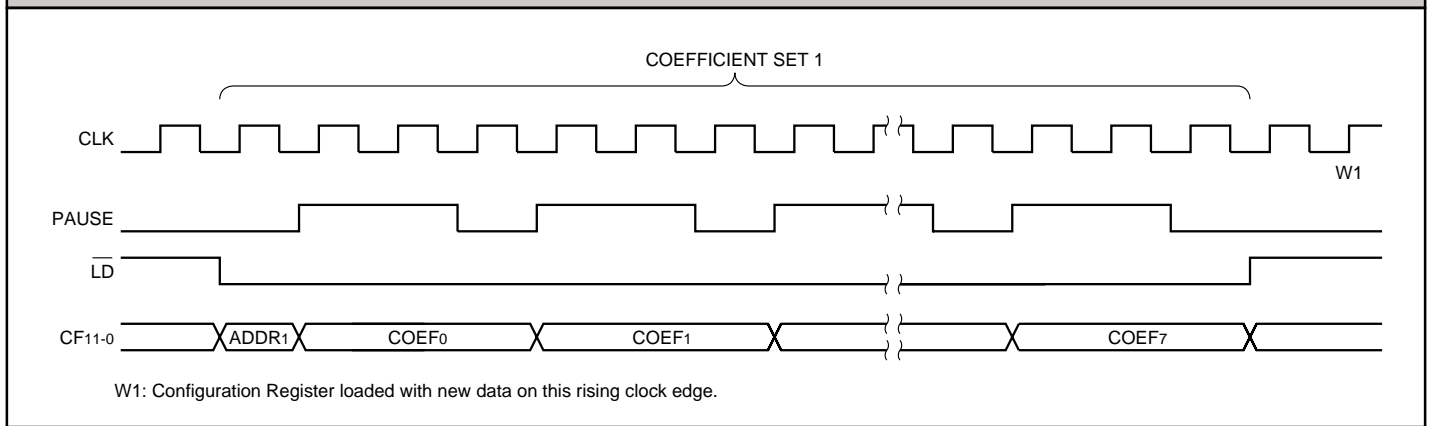 COEFFICIENT SET 1
CLK
W1
PAUSE
LD
CF11-0
ADDR1
COEF0
COEF1
COEF7
W1: Configuration Register loaded with new data on this rising clock edge.